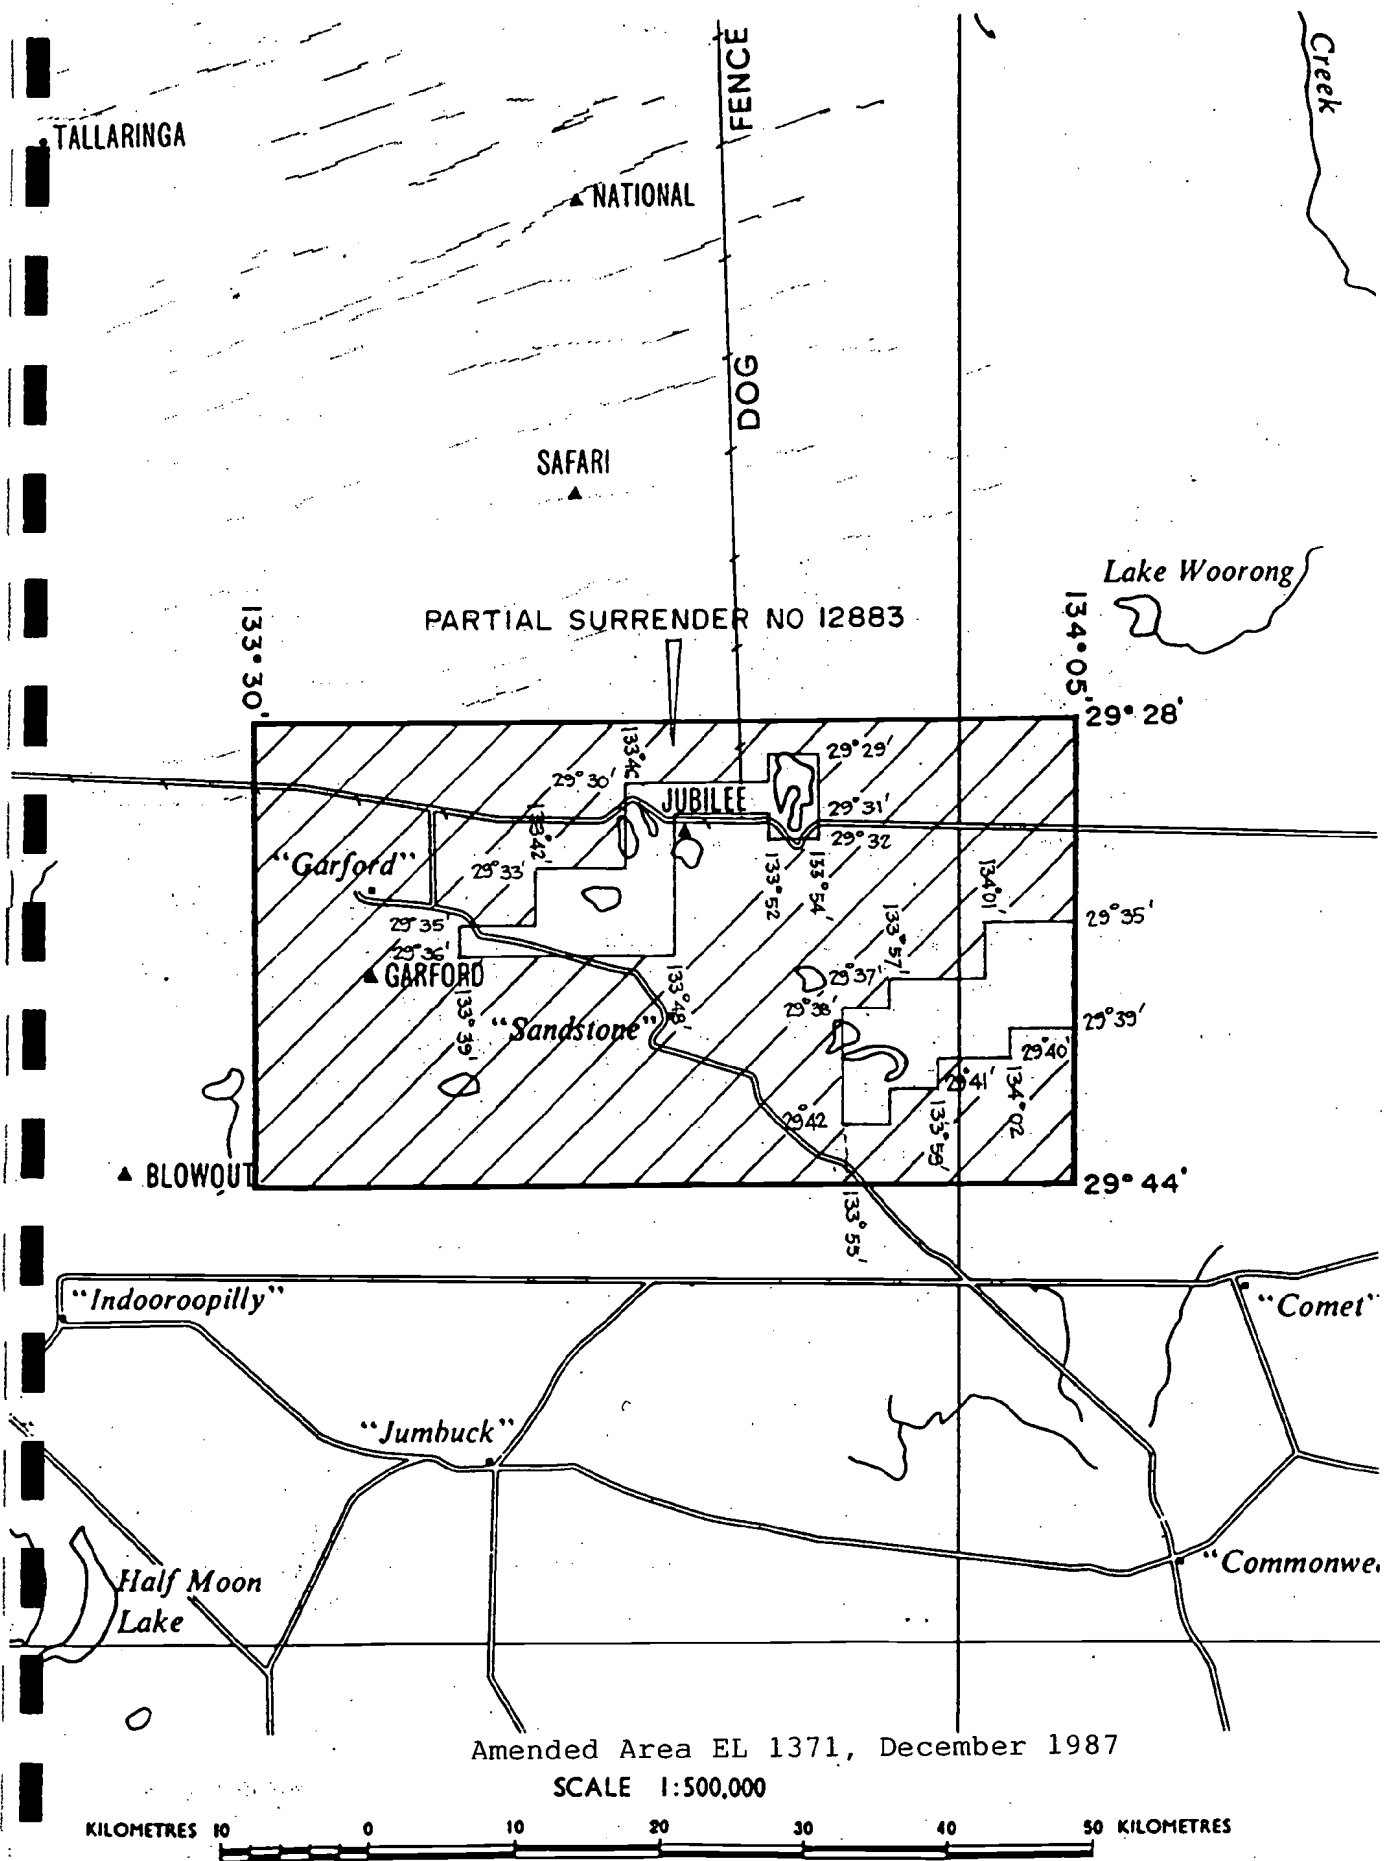 Creek
FENCE
TALLARINGA
NATIONAL
DOG
SAFARI
Lake Woorong
PARTIAL SURRENDER NO 12883
133° 30'
134° 05'
29° 28'
29° 29'
29° 30'
JUBILEE
29° 31'
29° 32
133° 42'
"Garford"
29° 33'
133° 52
133° 54'
134° 01'
29° 35'
29° 35
133° 57'
29° 36'
GARFORD
29° 37'
29° 38'
133° 39'
"Sandstone"
133° 48'
29° 39'
29° 40'
29° 41'
134° 02
29° 42
BLOWOUT
29° 44'
133° 55'
"Indooroopilly"
"Comet"
"Jumbuck"
"Commonwe
Half Moon
Lake
Amended Area EL 1371, December 1987
SCALE 1:500,000
KILOMETRES 10 0 10 20 30 40 50 KILOMETRES